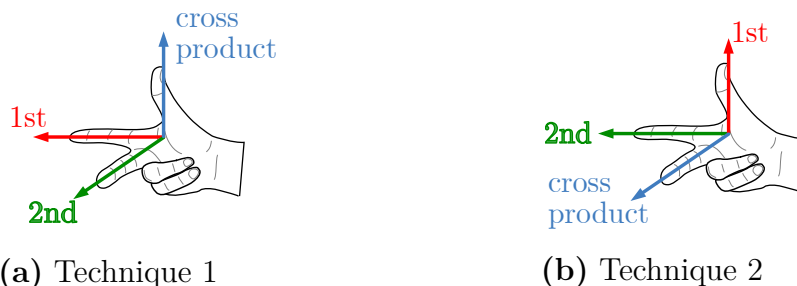 cross
product
1st
2nd
(a) Technique 1
1st
2nd
cross
product
(b) Technique 2